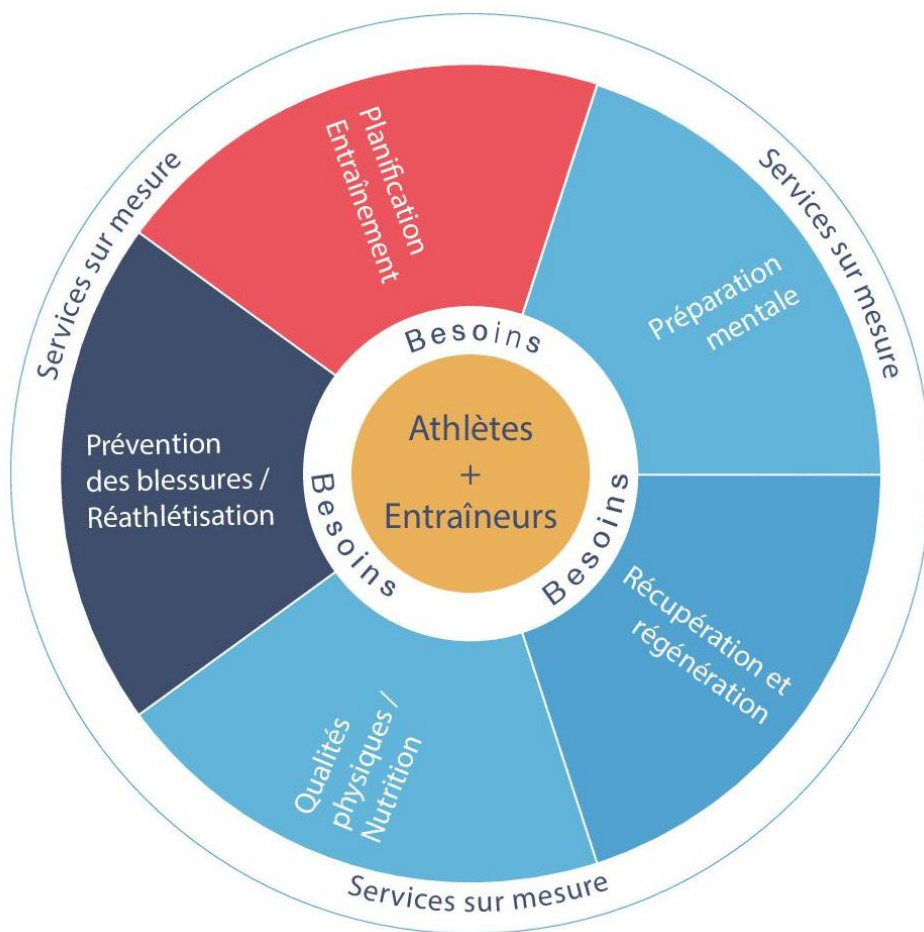 Services sur mesure
Services sur mesure
Planification
Entraînement
Préparation
mentale
Besoins
Athlètes
+
Entraîneurs
Besoins
Besoins
Prévention
des blessures /
Réathlétisation
Récupération et
régénération
Qualités
physiques /
Nutrition
Services sur mesure